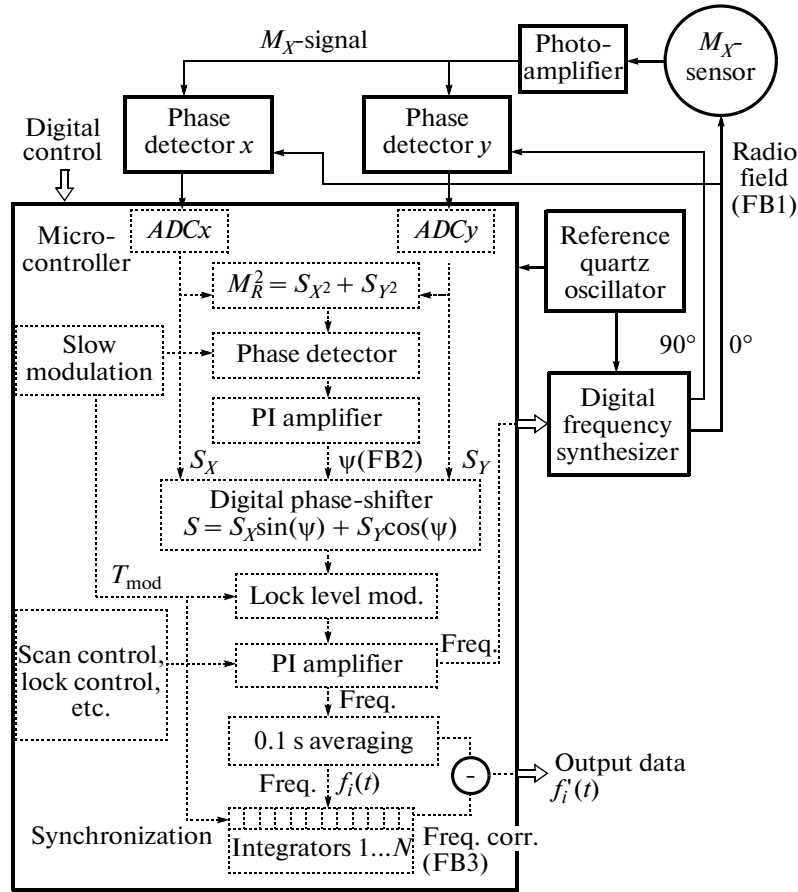 M_X-signal
Photo-
amplifier
M_X-
sensor
Phase
detector x
Phase
detector y
Digital
control
Radio
field
(FB1)
ADCx
ADCy
Micro-
controller
M_R^2 = S_{X^2} + S_{Y^2}
Reference
quartz
oscillator
Slow
modulation
Phase detector
90°
0°
PI amplifier
Digital
frequency
synthesizer
S_X
ψ(FB2)
S_Y
Digital phase-shifter
S = S_X sin(ψ) + S_Y cos(ψ)
T_mod
Lock level mod.
Scan control,
lock control,
etc.
PI amplifier
Freq.
Freq.
0.1 s averaging
-
Output data
f_i'(t)
Freq. f_i(t)
Synchronization
Integrators 1...N
Freq. corr.
(FB3)